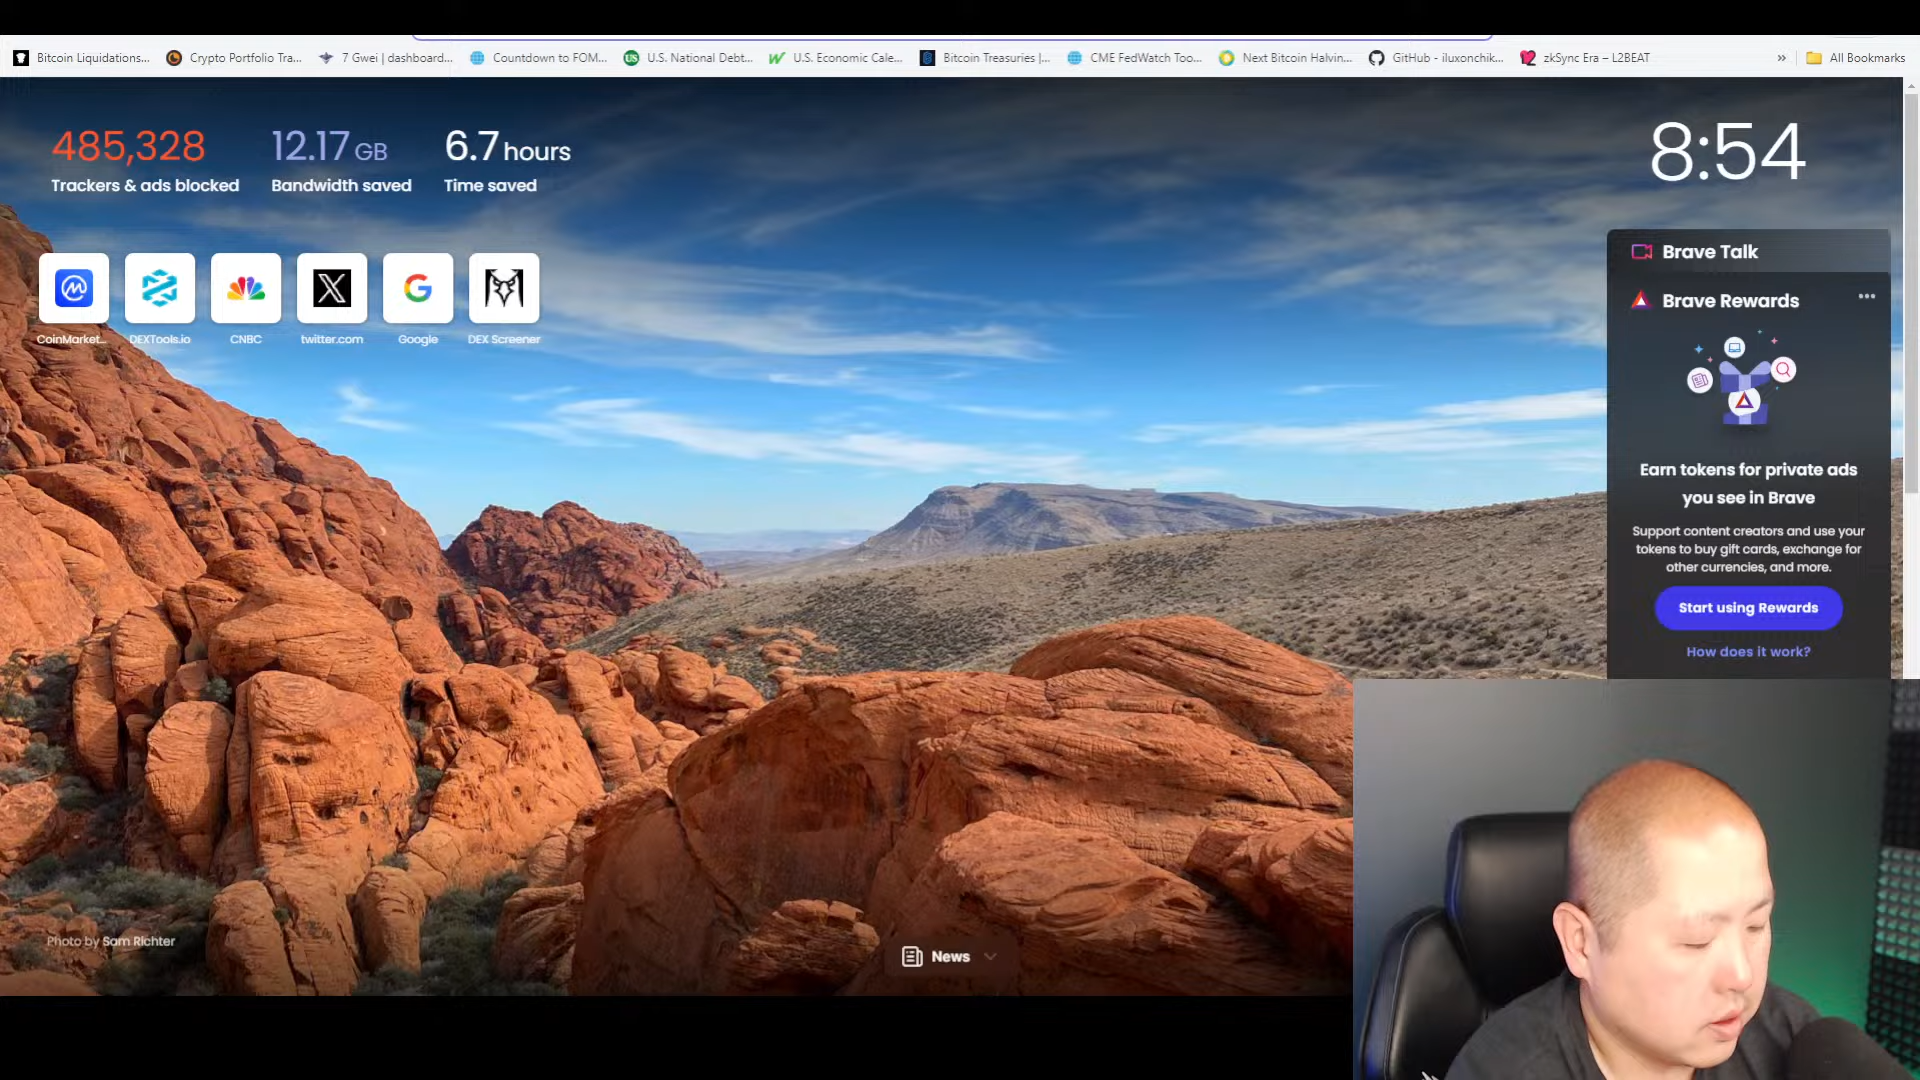 Bitcoin Liquidations...
Crypto Portfolio Tra...
7 Gwei | dashboard...
Countdown to FOM...
U.S. National Debt...
U.S. Economic Cale...
Bitcoin Treasuries |...
CME FedWatch Too...
Next Bitcoin Halvin...
GitHub - iluxonchik...
zkSync Era – L2BEAT
»
All Bookmarks
485,328
Trackers & ads blocked
12.17 GB
Bandwidth saved
6.7 hours
Time saved
8:54
CoinMarket...
DEXTools.io
CNBC
twitter.com
Google
DEX Screener
Brave Talk
Brave Rewards
Earn tokens for private ads
you see in Brave
Support content creators and use your
tokens to buy gift cards, exchange for
other currencies, and more.
Start using Rewards
How does it work?
Photo by Sam Richter
News